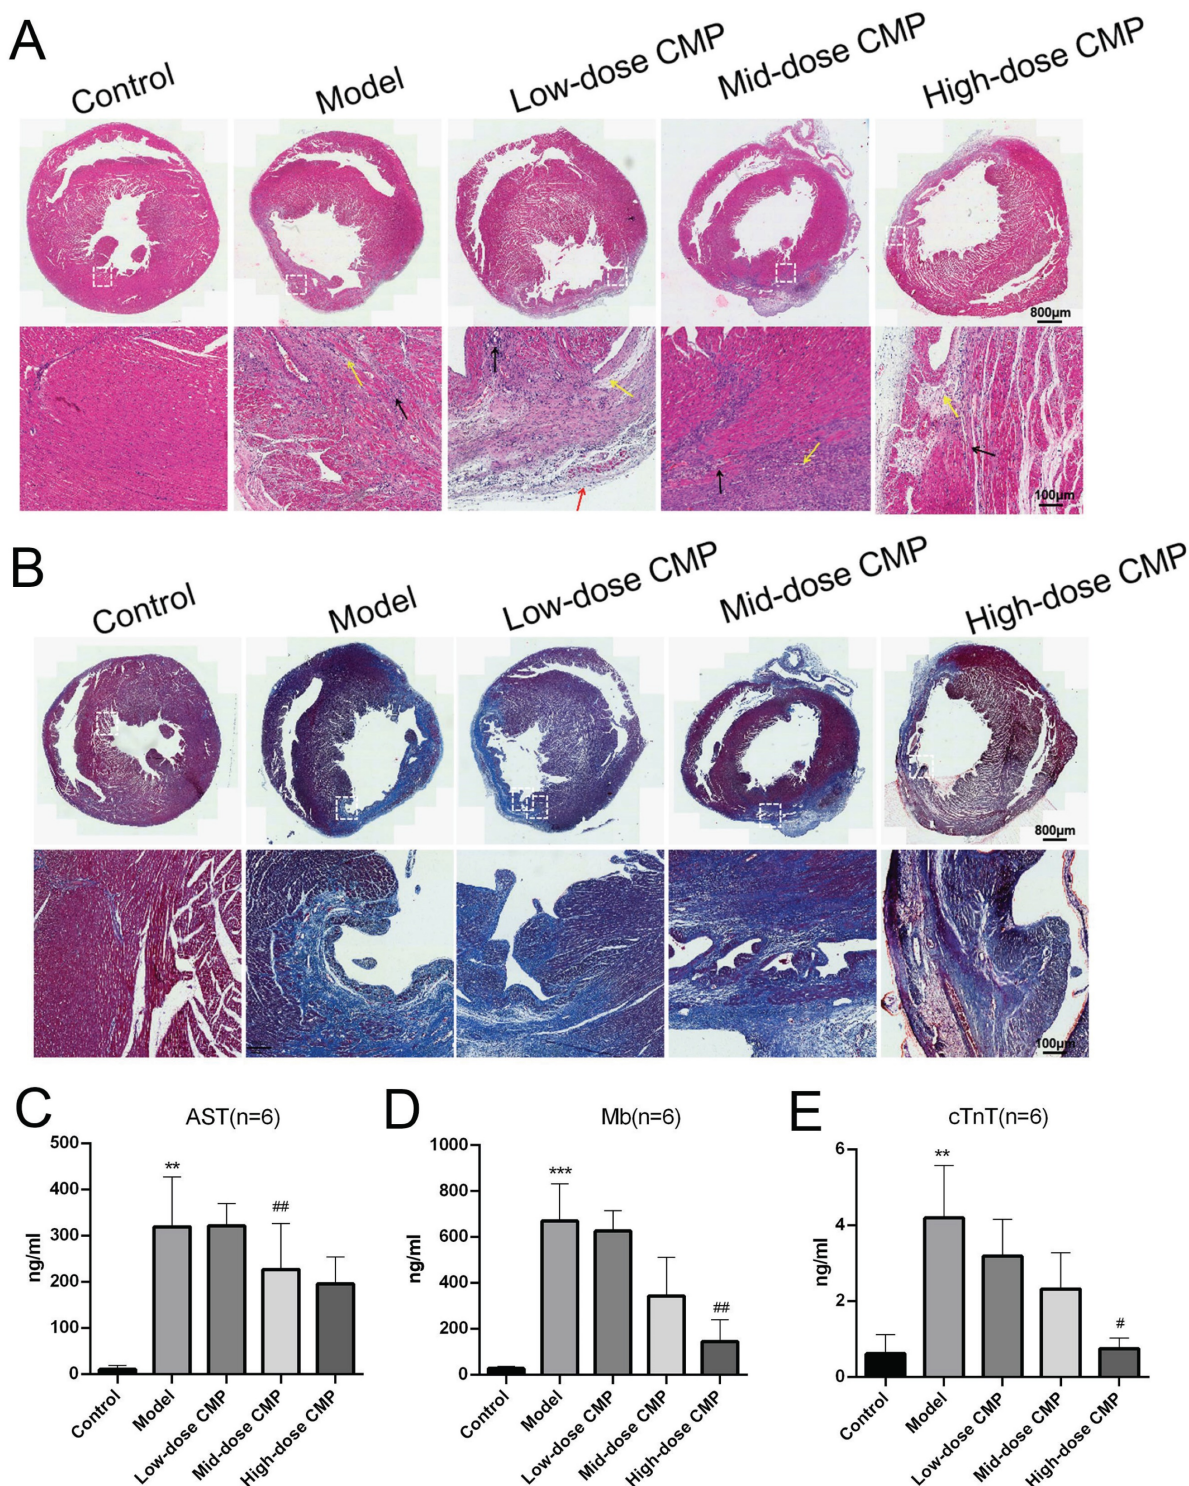 A
Control
Model
Low-dose CMP
Mid-dose CMP
High-dose CMP
800μm
100μm
B
Control
Model
Low-dose CMP
Mid-dose CMP
High-dose CMP
800μm
100μm
C
AST(n=6)
500
400
300
200
100
0
ng/ml
**
##
Control
Model
Low-dose CMP
Mid-dose CMP
High-dose CMP
D
Mb(n=6)
1000
800
600
400
200
0
ng/ml
***
##
Control
Model
Low-dose CMP
Mid-dose CMP
High-dose CMP
E
cTnT(n=6)
6
4
2
0
ng/ml
**
#
Control
Model
Low-dose CMP
Mid-dose CMP
High-dose CMP